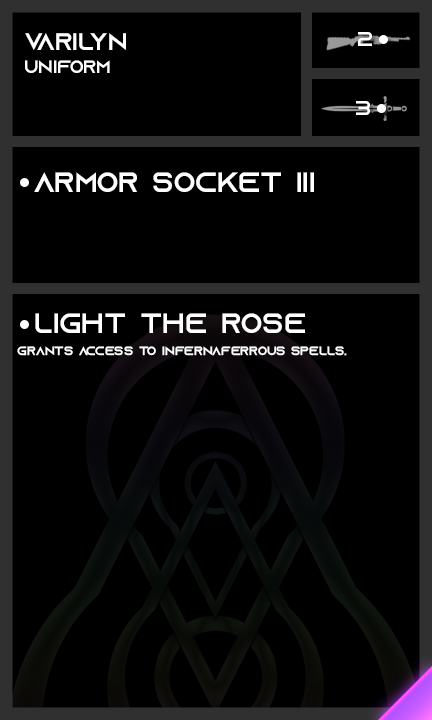 VARILYN
UNIFORM
2•
3•
•ARMOR SOCKET III
•LIGHT THE ROSE
GRANTS ACCESS TO INFERNAFERROUS SPELLS.